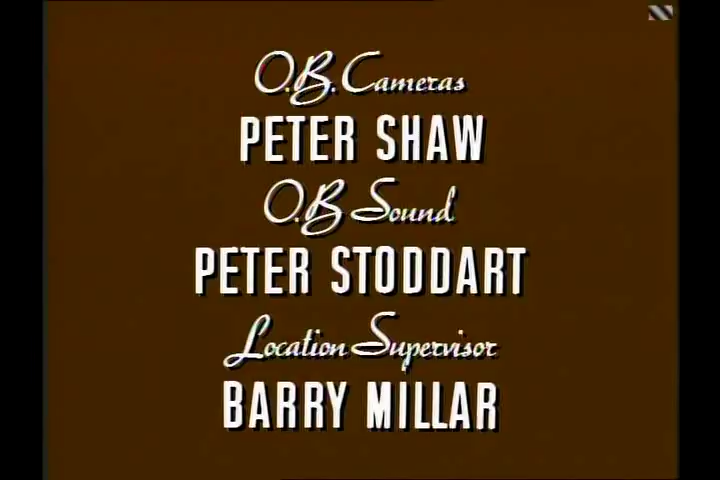 O.B. Cameras
PETER SHAW
O.B Sound
PETER STODDART
Location Supervisor
BARRY MILLAR